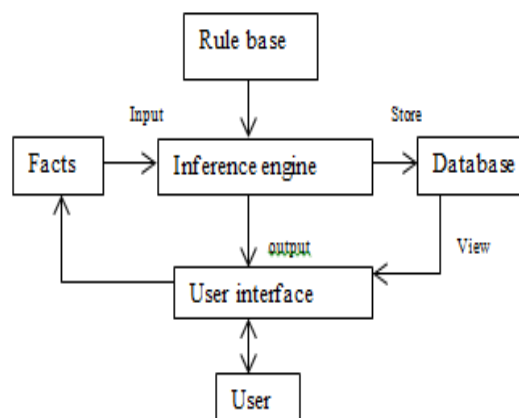 Rule base
Input
Store
Facts
Inference engine
Database
output
View
User interface
User